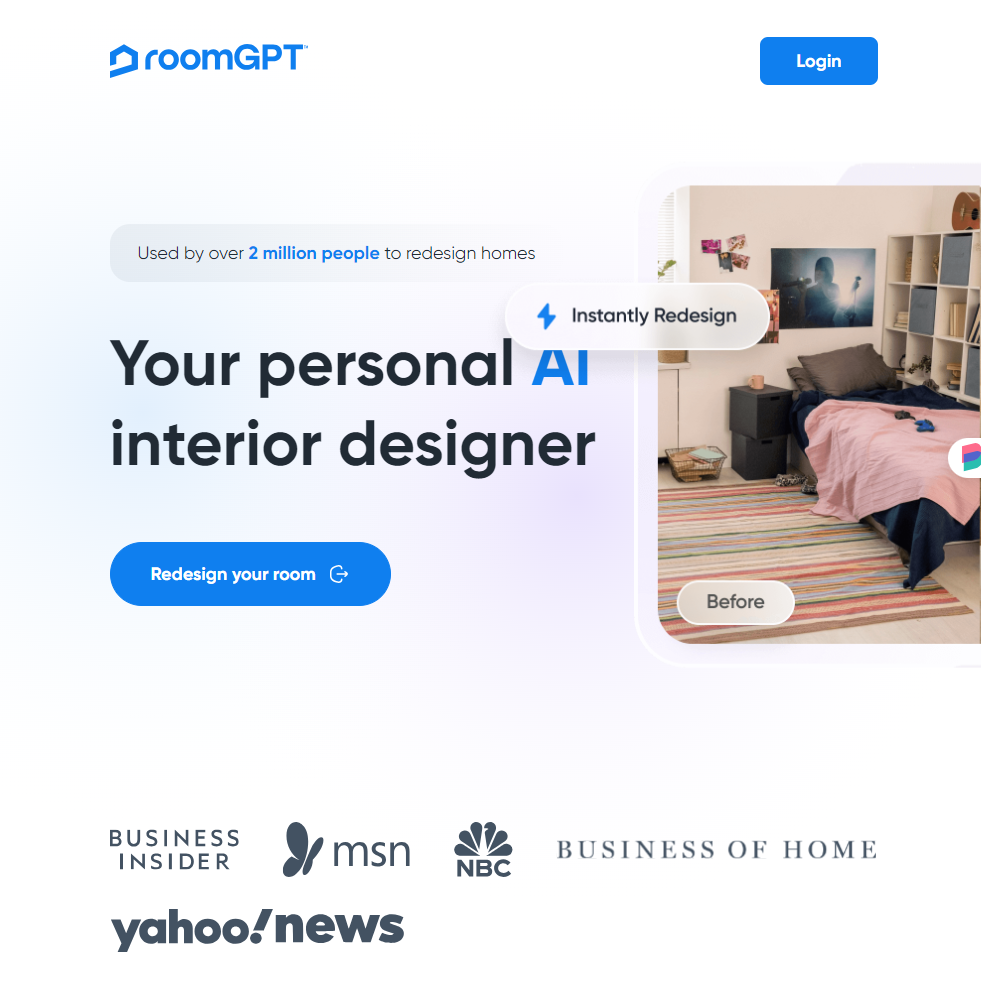 roomGPT™
Login
Used by over 2 million people to redesign homes
Instantly Redesign
Your personal AI
interior designer
Redesign your room
Before
BUSINESS
INSIDER
msn
NBC
BUSINESS OF HOME
yahoo!news